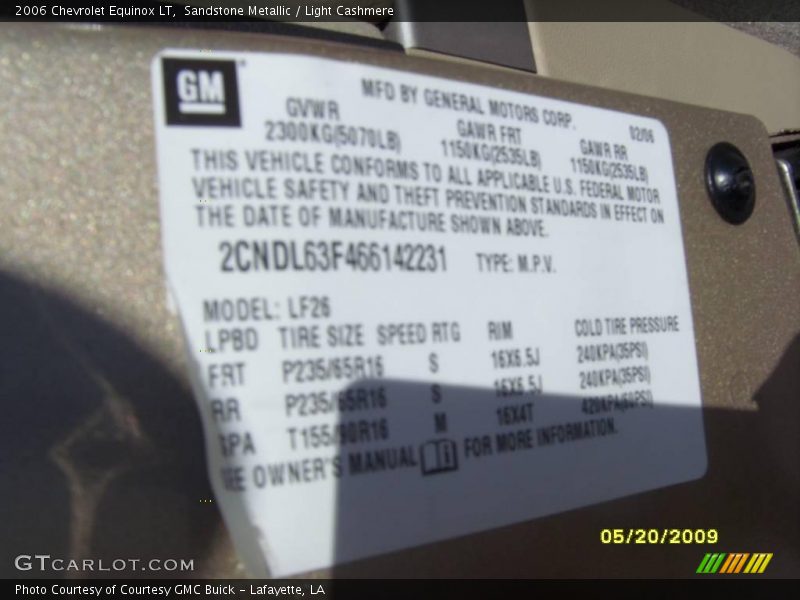 2006 Chevrolet Equinox LT, Sandstone Metallic / Light Cashmere
GM
MFD BY GENERAL MOTORS CORP.
02/06
GVWR GAWR FRT GAWR RR
2300KG(5070LB) 1150KG(2535LB) 1150KG(2535LB)
THIS VEHICLE CONFORMS TO ALL APPLICABLE U.S. FEDERAL MOTOR
VEHICLE SAFETY AND THEFT PREVENTION STANDARDS IN EFFECT ON
THE DATE OF MANUFACTURE SHOWN ABOVE.
2CNDL63F466142231 TYPE: M.P.V.
MODEL: LF26
LPBD TIRE SIZE SPEED RTG RIM COLD TIRE PRESSURE
FRT P235/65R16 S 16X6.5J 240KPA(35PSI)
RR P235/65R16 S 16X6.5J 240KPA(35PSI)
SPA T155/90R16 M 16X4T 420KPA(60PSI)
SEE OWNER'S MANUAL FOR MORE INFORMATION.
05/20/2009
GTCARLOT.COM
Photo Courtesy of Courtesy GMC Buick - Lafayette, LA